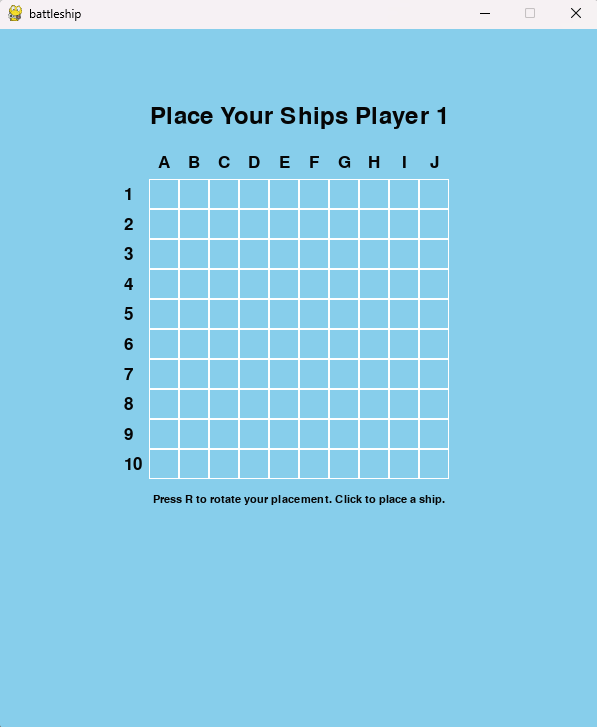 battleship
Place Your Ships Player 1
A B C D E F G H I J
1
2
3
4
5
6
7
8
9
10
Press R to rotate your placement. Click to place a ship.